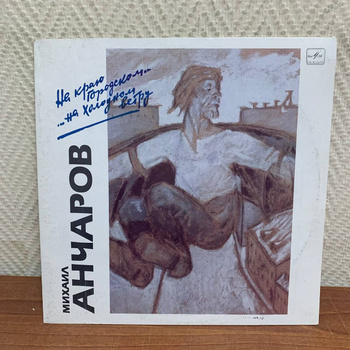 На краю
городском...
...на холодном
ветру
МИХАИЛ
АНЧАРОВ